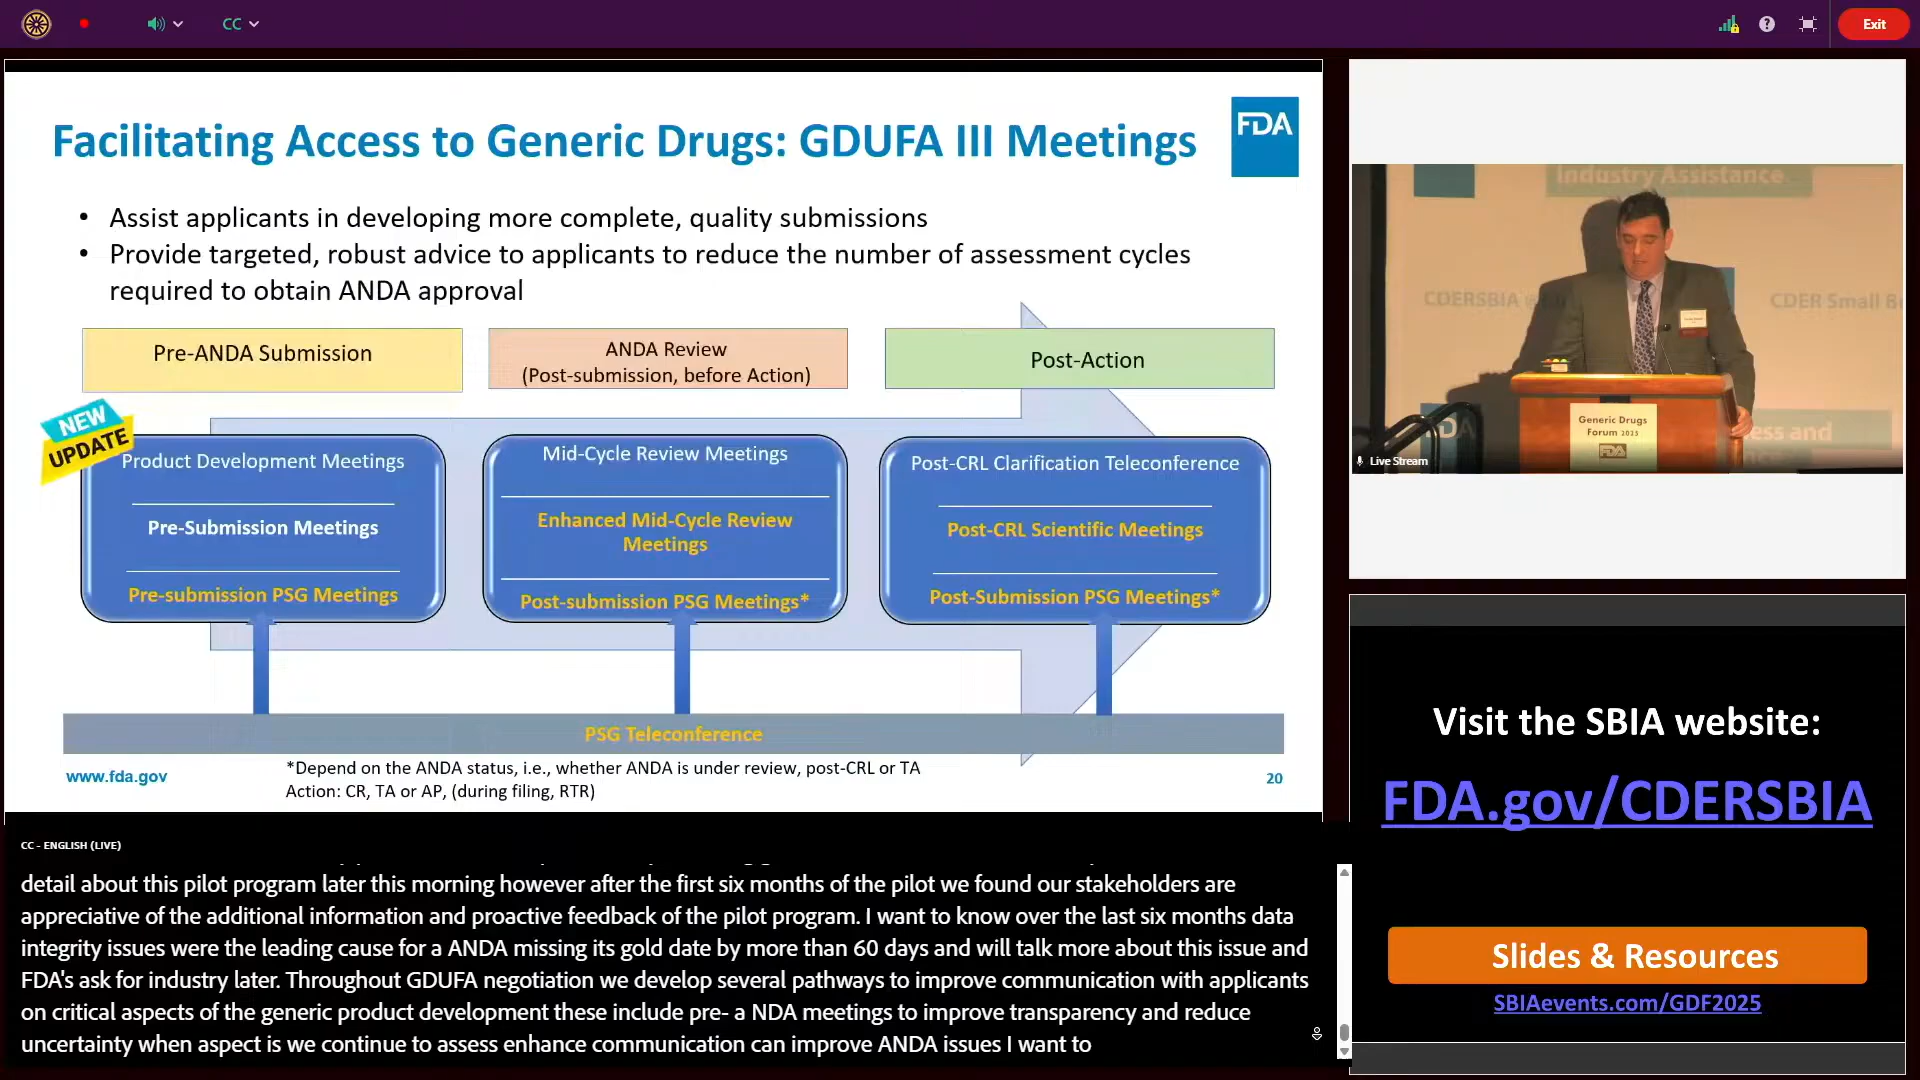 CC
Exit
Facilitating Access to Generic Drugs: GDUFA III Meetings
FDA
• Assist applicants in developing more complete, quality submissions
• Provide targeted, robust advice to applicants to reduce the number of assessment cycles
required to obtain ANDA approval
Pre-ANDA Submission
ANDA Review
(Post-submission, before Action)
Post-Action
NEW
UPDATE
Product Development Meetings
Pre-Submission Meetings
Pre-submission PSG Meetings
Mid-Cycle Review Meetings
Enhanced Mid-Cycle Review
Meetings
Post-submission PSG Meetings*
Post-CRL Clarification Teleconference
Post-CRL Scientific Meetings
Post-Submission PSG Meetings*
PSG Teleconference
www.fda.gov
*Depend on the ANDA status, i.e., whether ANDA is under review, post-CRL or TA
Action: CR, TA or AP, (during filing, RTR)
20
Industry Assistance
CDERSBIA
CDER Small
Generic Drugs
Forum 2025
FDA
Live Stream
Visit the SBIA website:
FDA.gov/CDERSBIA
Slides & Resources
SBIAevents.com/GDF2025
CC - ENGLISH (LIVE)
detail about this pilot program later this morning however after the first six months of the pilot we found our stakeholders are
appreciative of the additional information and proactive feedback of the pilot program. I want to know over the last six months data
integrity issues were the leading cause for a ANDA missing its gold date by more than 60 days and will talk more about this issue and
FDA's ask for industry later. Throughout GDUFA negotiation we develop several pathways to improve communication with applicants
on critical aspects of the generic product development these include pre- a NDA meetings to improve transparency and reduce
uncertainty when aspect is we continue to assess enhance communication can improve ANDA issues I want to